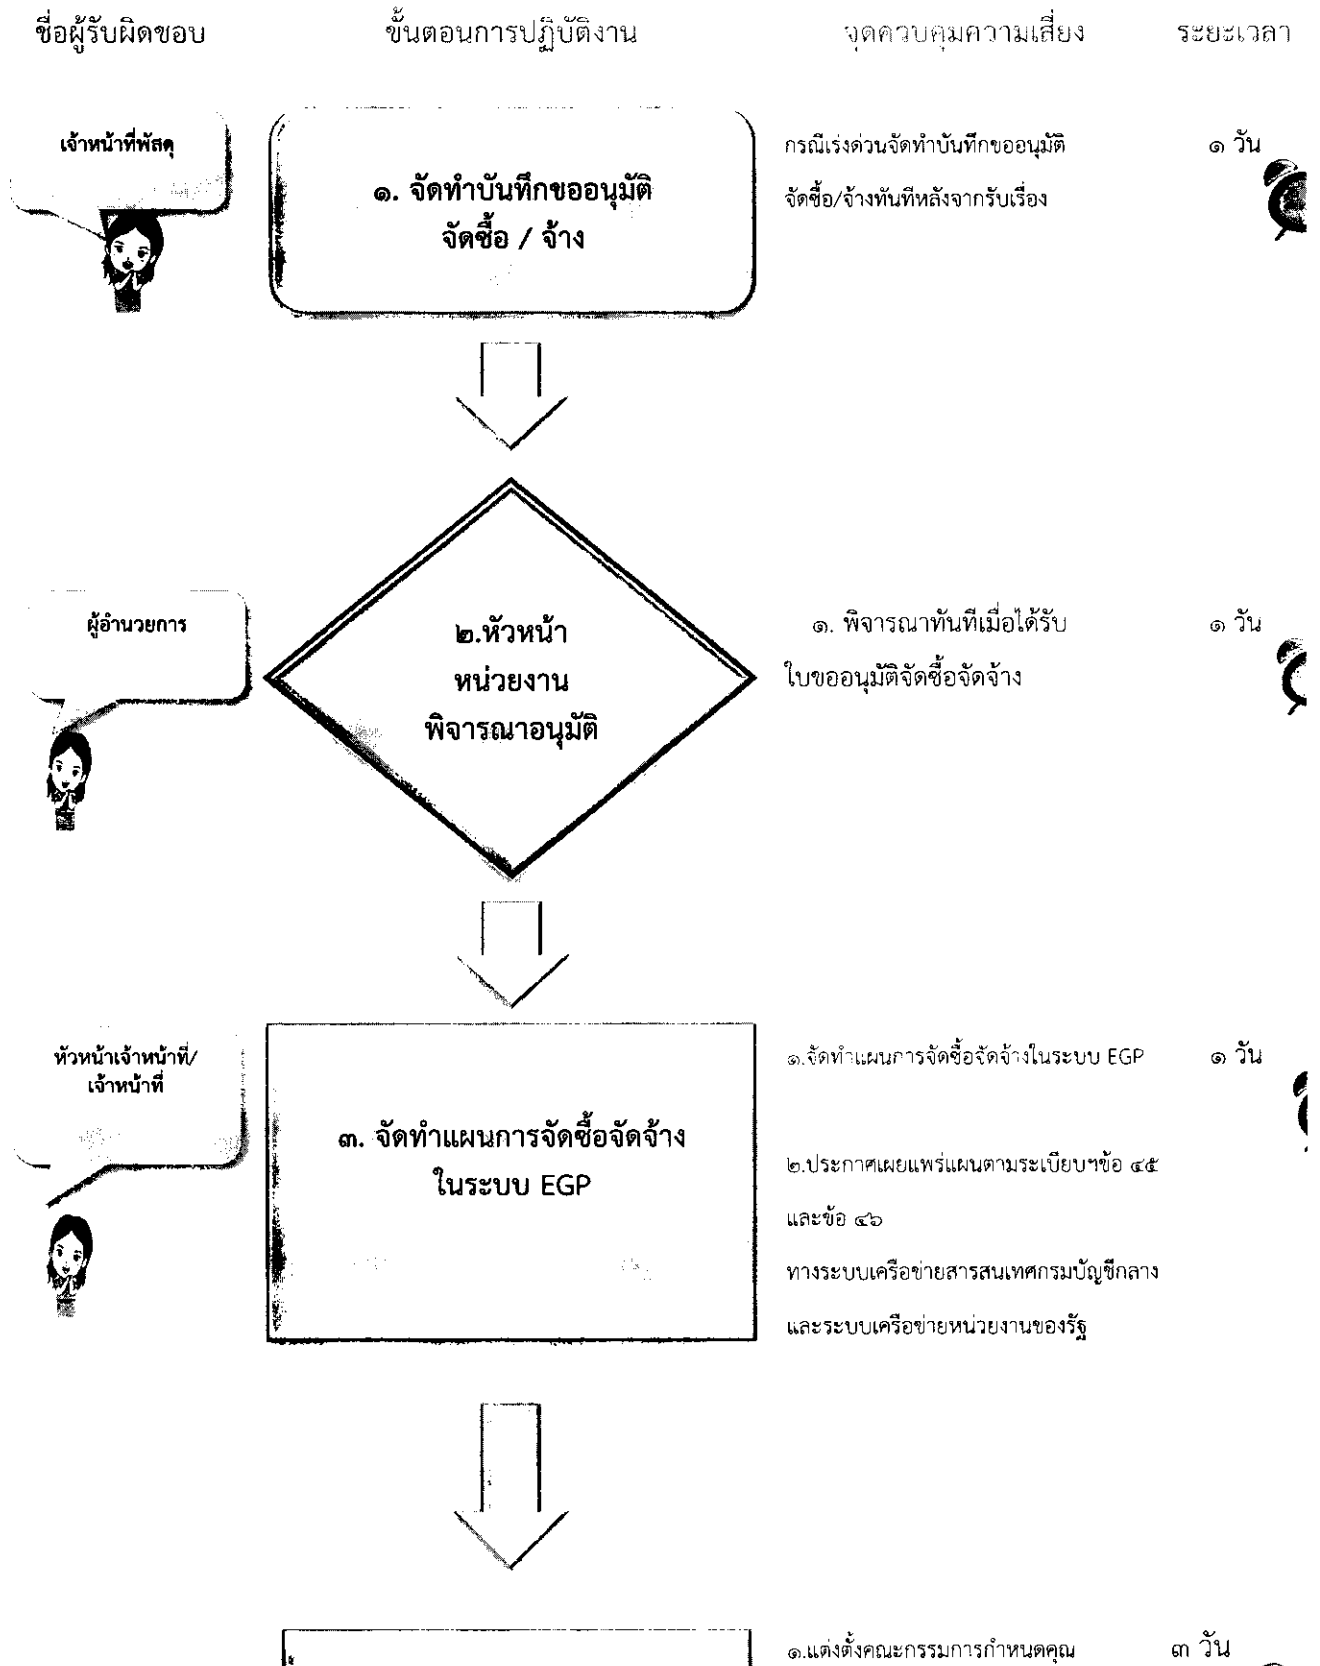 ชื่อผู้รับผิดชอบ ขั้นตอนการปฏิบัติงาน จุดควบคุมความเสี่ยง ระยะเวลา
เจ้าหน้าที่พัสดุ
๑. จัดทำบันทึกขออนุมัติ
จัดซื้อ / จ้าง
กรณีเร่งด่วนจัดทำบันทึกขออนุมัติ
จัดซื้อ/จ้างทันทีหลังจากรับเรื่อง
๑ วัน
ผู้อำนวยการ
๒.หัวหน้า
หน่วยงาน
พิจารณาอนุมัติ
๑. พิจารณาทันทีเมื่อได้รับ
ใบขออนุมัติจัดซื้อจัดจ้าง
๑ วัน
หัวหน้าเจ้าหน้าที่/
เจ้าหน้าที่
๓. จัดทำแผนการจัดซื้อจัดจ้าง
ในระบบ EGP
๑.จัดทำแผนการจัดซื้อจัดจ้างในระบบ EGP
๒.ประกาศเผยแพร่แผนตามระเบียบฯข้อ ๔๕
และข้อ ๔๖
ทางระบบเครือข่ายสารสนเทศกรมบัญชีกลาง
และระบบเครือข่ายหน่วยงานของรัฐ
๑ วัน
๑.แต่งตั้งคณะกรรมการกำหนดคุณ
๓ วัน